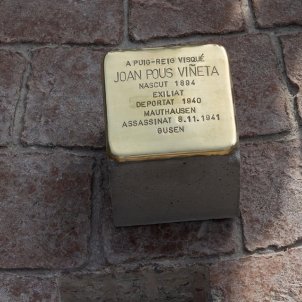 A PUIG-REIG VISQUÉ
JOAN POUS VIÑETA
NASCUT 1894
EXILIAT
DEPORTAT 1940
MAUTHAUSEN
ASSASSINAT 8.11.1941
GUSEN